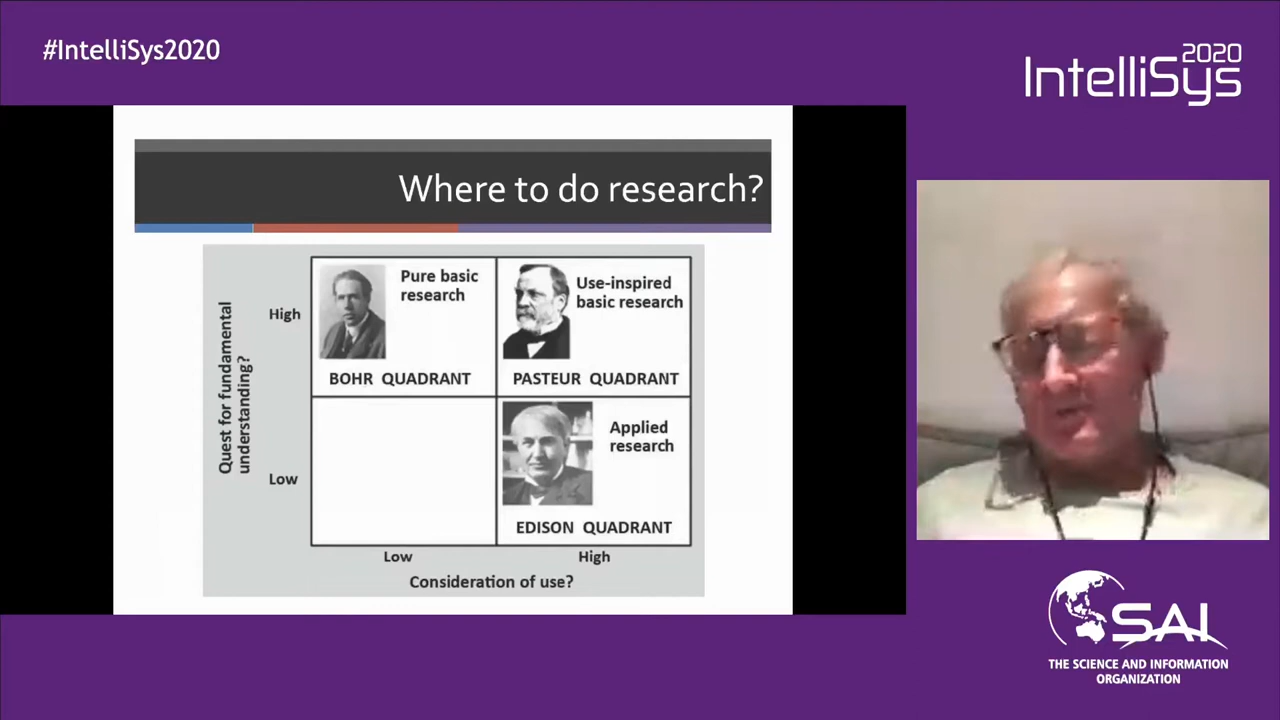 #IntelliSys2020
2020
IntelliSys
Where to do research?
Quest for fundamental
understanding?
High
Low
Pure basic
research
BOHR QUADRANT
Use-inspired
basic research
PASTEUR QUADRANT
Applied
research
EDISON QUADRANT
Low
High
Consideration of use?
SAI
THE SCIENCE AND INFORMATION
ORGANIZATION